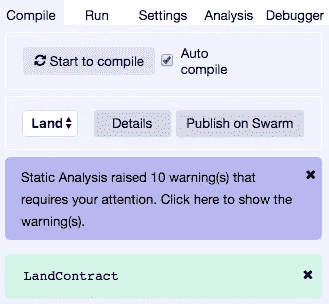 Compile Run Settings Analysis Debugger
Start to compile Auto
compile
Land Details Publish on Swarm
Static Analysis raised 10 warning(s) that
requires your attention. Click here to show the
warning(s).
LandContract